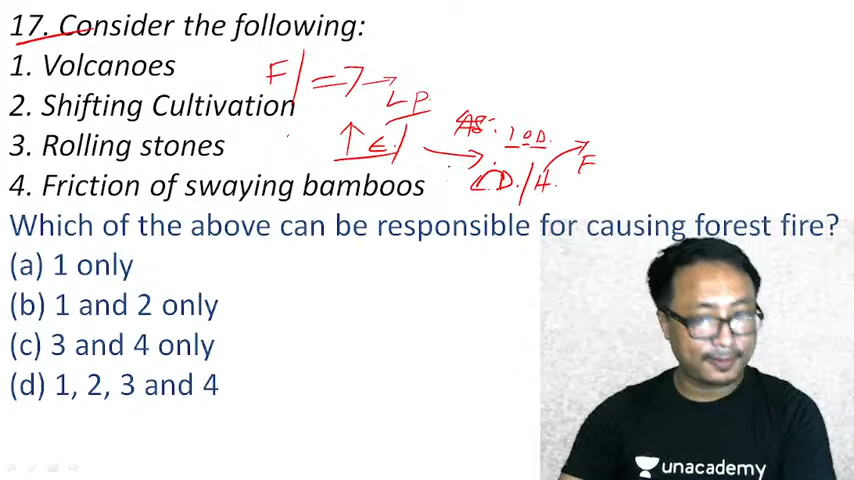 17. Consider the following:
1. Volcanoes
2. Shifting Cultivation
3. Rolling stones
4. Friction of swaying bamboos
Which of the above can be responsible for causing forest fire?
(a) 1 only
(b) 1 and 2 only
(c) 3 and 4 only
(d) 1, 2, 3 and 4
F
L P.
F
unacademy